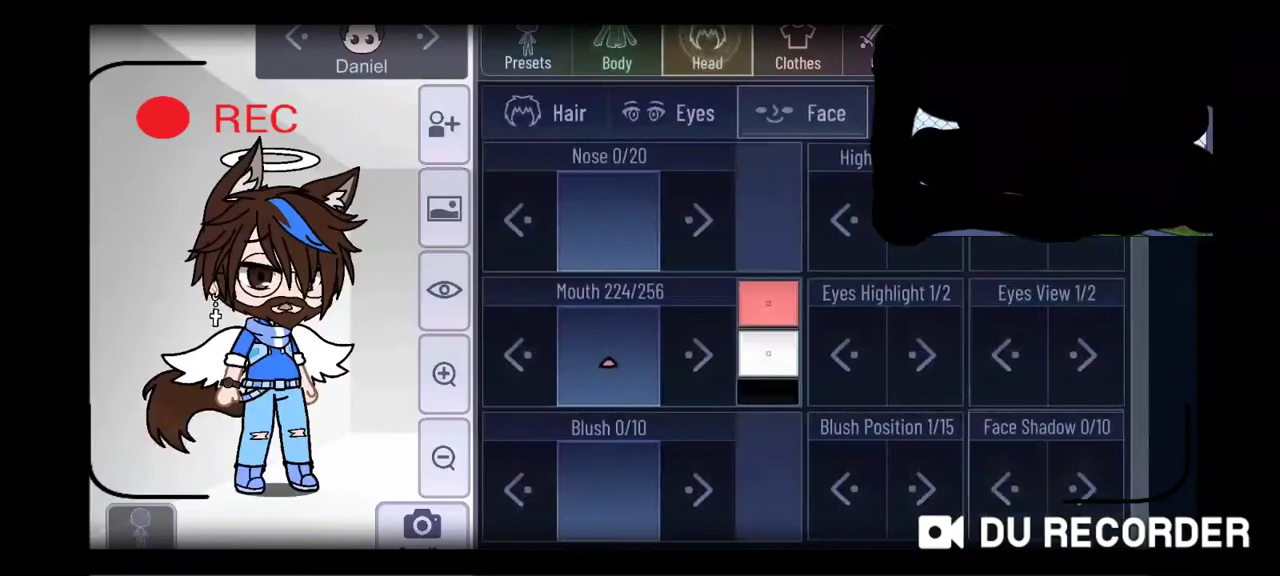 Daniel
REC
Presets
Body
Head
Clothes
Hair
Eyes
Face
Nose 0/20
High
Mouth 224/256
Eyes Highlight 1/2
Eyes View 1/2
Blush 0/10
Blush Position 1/15
Face Shadow 0/10
DU RECORDER